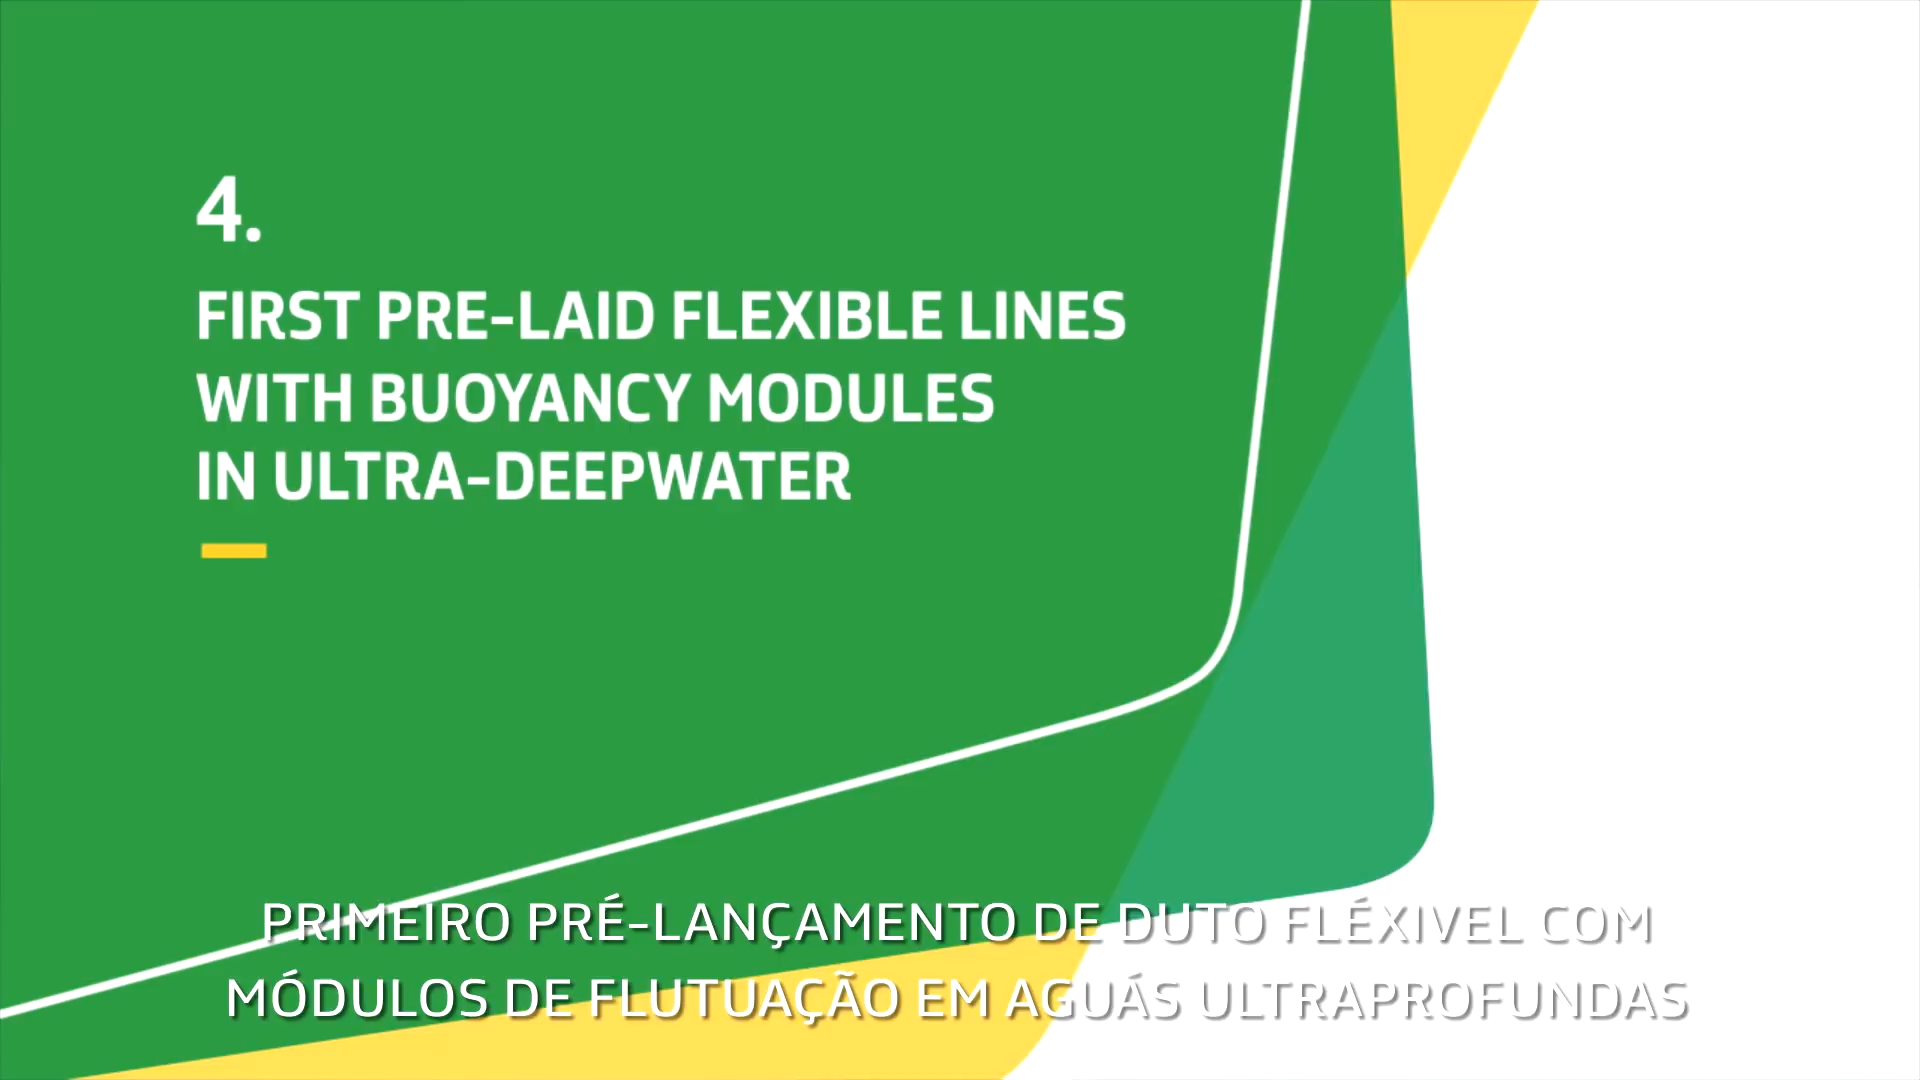 4.
FIRST PRE-LAID FLEXIBLE LINES
WITH BUOYANCY MODULES
IN ULTRA-DEEPWATER
PRIMEIRO PRÉ-LANÇAMENTO DE DUTO FLÉXIVEL COM
MÓDULOS DE FLUTUAÇÃO EM AGUÁS ULTRAPROFUNDAS